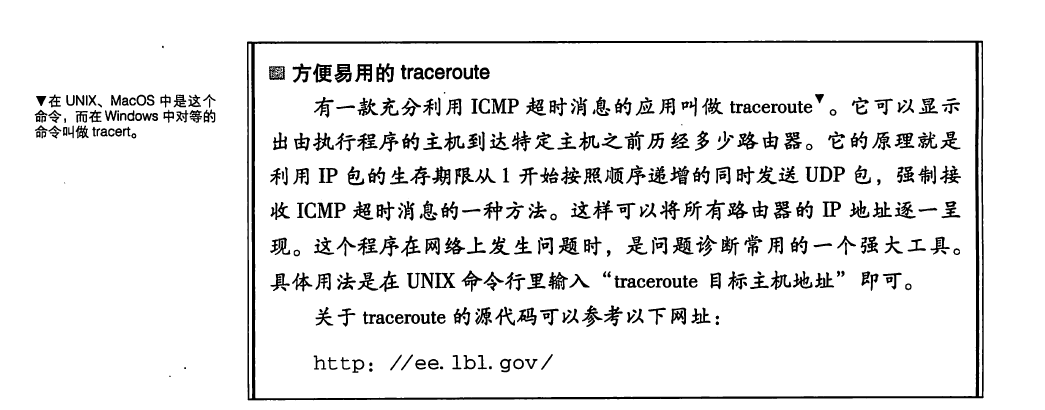 ▼在 UNIX、MacOS 中是这个
命令，而在 Windows 中对等的
命令叫做 tracert。
方便易用的 traceroute
有一款充分利用 ICMP 超时消息的应用叫做 traceroute▼。它可以显示
出由执行程序的主机到达特定主机之前历经多少路由器。它的原理就是
利用 IP 包的生存期限从 1 开始按照顺序递增的同时发送 UDP 包，强制接
收 ICMP 超时消息的一种方法。这样可以将所有路由器的 IP 地址逐一呈
现。这个程序在网络上发生问题时，是问题诊断常用的一个强大工具。
具体用法是在 UNIX 命令行里输入“traceroute 目标主机地址”即可。
关于 traceroute 的源代码可以参考以下网址：
http：//ee.lbl.gov/